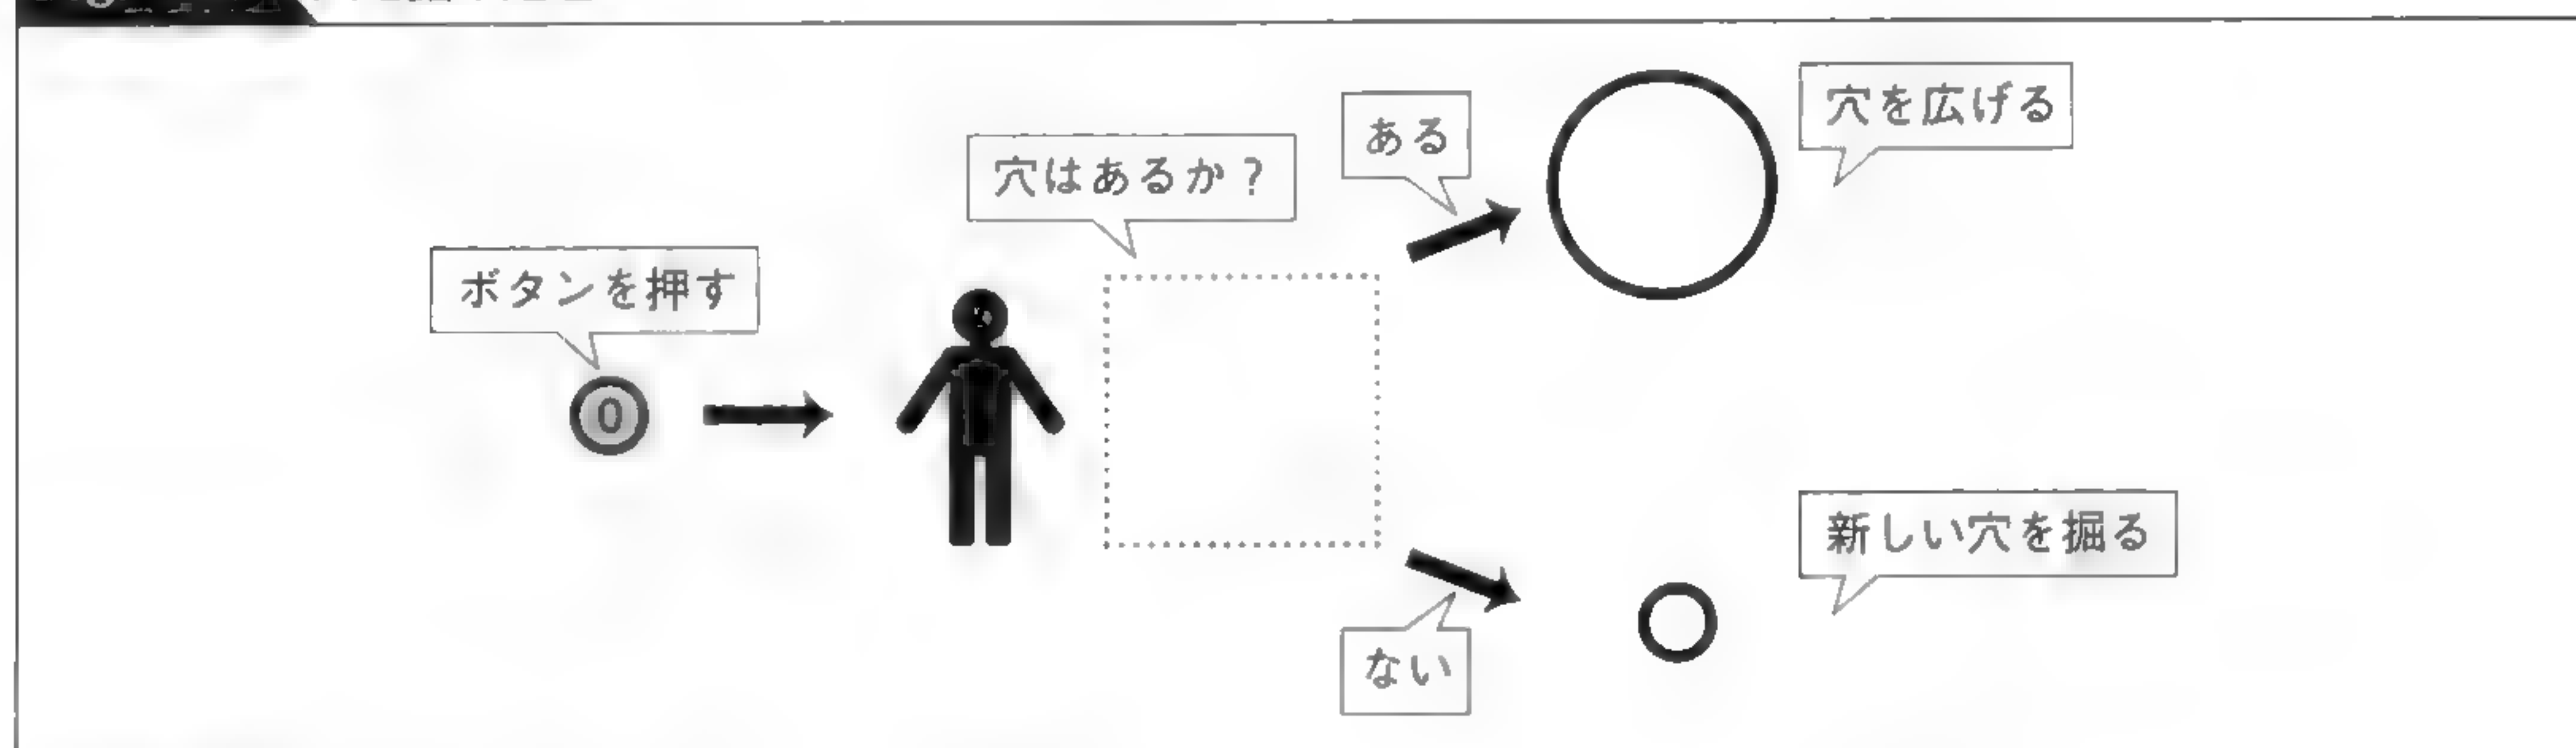 穴を広げる
ある
穴はあるか？
ボタンを押す
0
新しい穴を掘る
ない